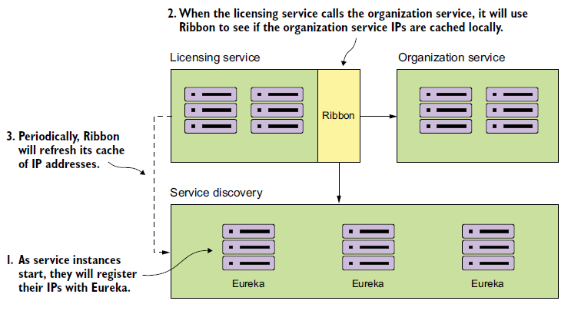 2. When the licensing service calls the organization service, it will use
Ribbon to see if the organization service IPs are cached locally.
Licensing service
Organization service
Ribbon
3. Periodically, Ribbon
will refresh its cache
of IP addresses.
Service discovery
1. As service instances
start, they will register
their IPs with Eureka.
Eureka
Eureka
Eureka